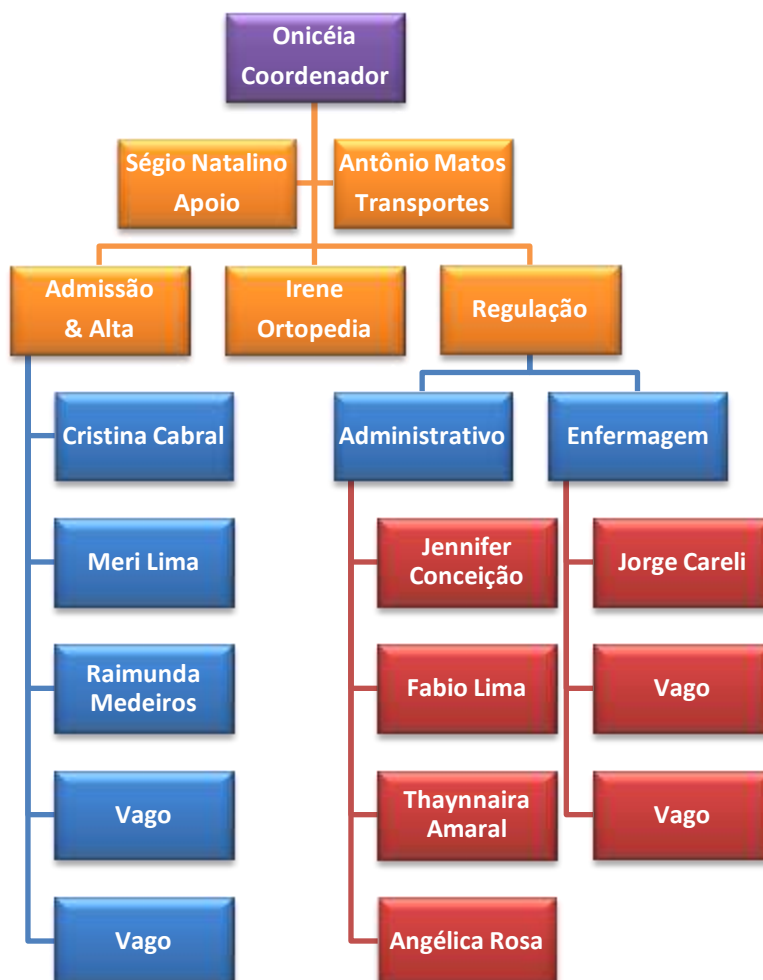 Onicéia
Coordenador
Ségio Natalino
Apoio
Antônio Matos
Transportes
Admissão
& Alta
Irene
Ortopedia
Regulação
Cristina Cabral
Meri Lima
Raimunda
Medeiros
Vago
Vago
Administrativo
Jennifer
Conceição
Fabio Lima
Thaynnaira
Amaral
Angélica Rosa
Enfermagem
Jorge Careli
Vago
Vago